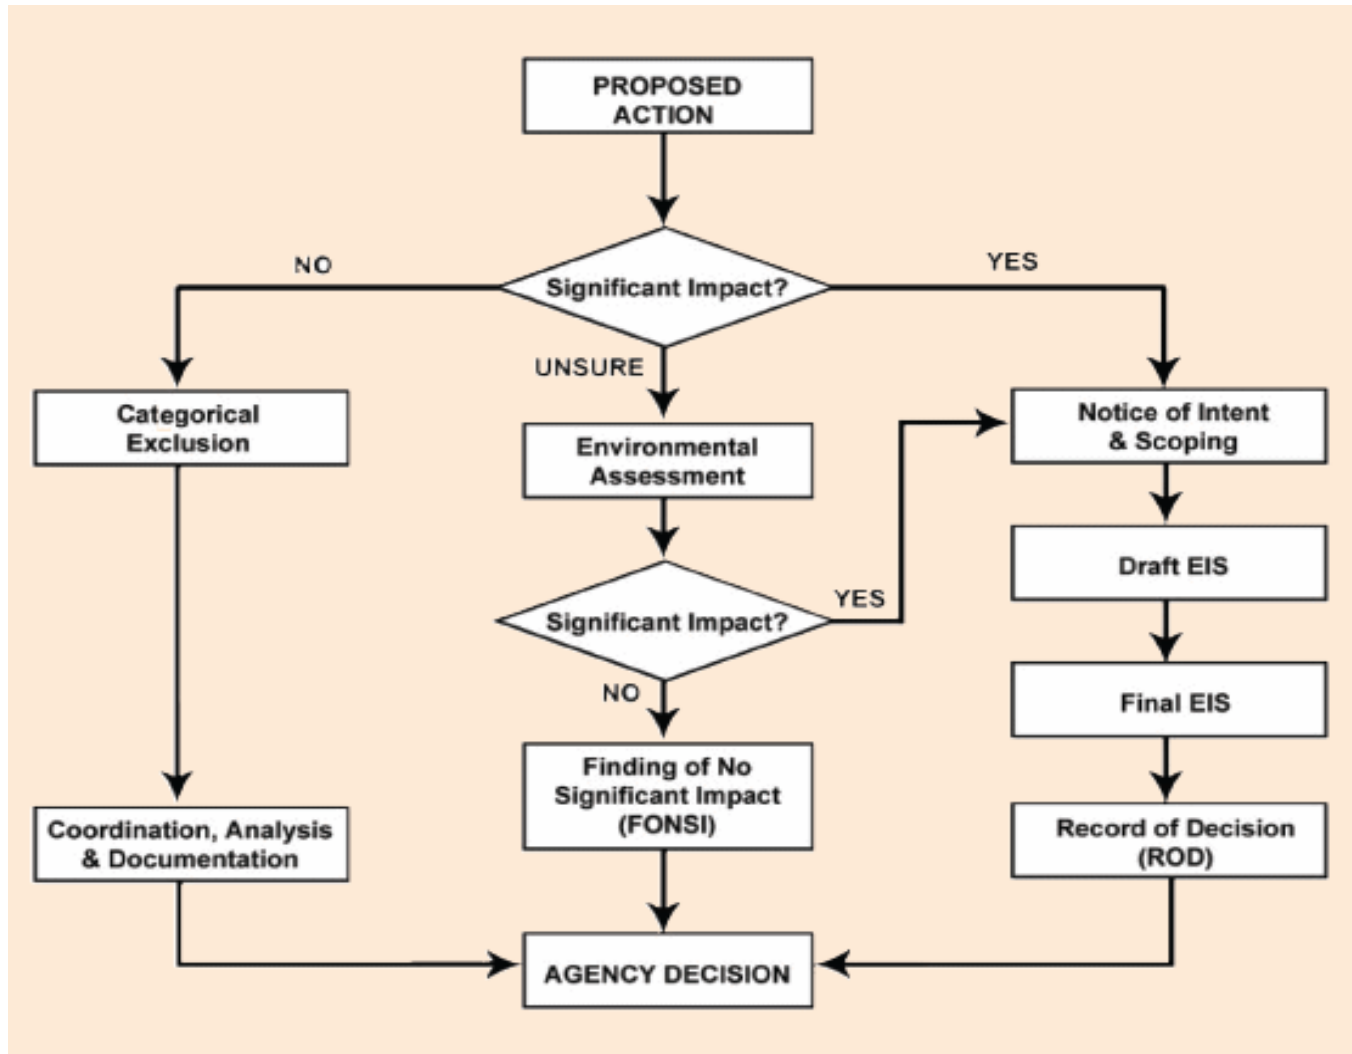 PROPOSED
ACTION
NO
YES
Significant Impact?
UNSURE
Categorical
Exclusion
Environmental
Assessment
Notice of Intent
& Scoping
Draft EIS
Significant Impact?
YES
NO
Final EIS
Finding of No
Significant Impact
(FONSI)
Coordination, Analysis
& Documentation
Record of Decision
(ROD)
AGENCY DECISION